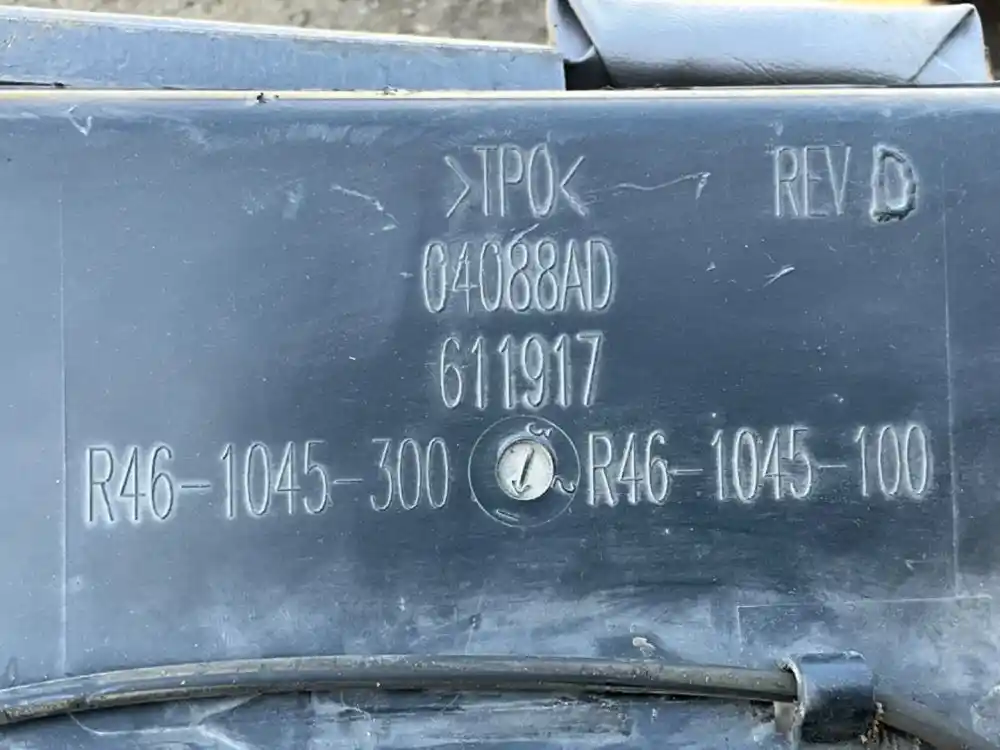 >TPO< REV D
04088AD
611917
R46-1045-300 R46-1045-100